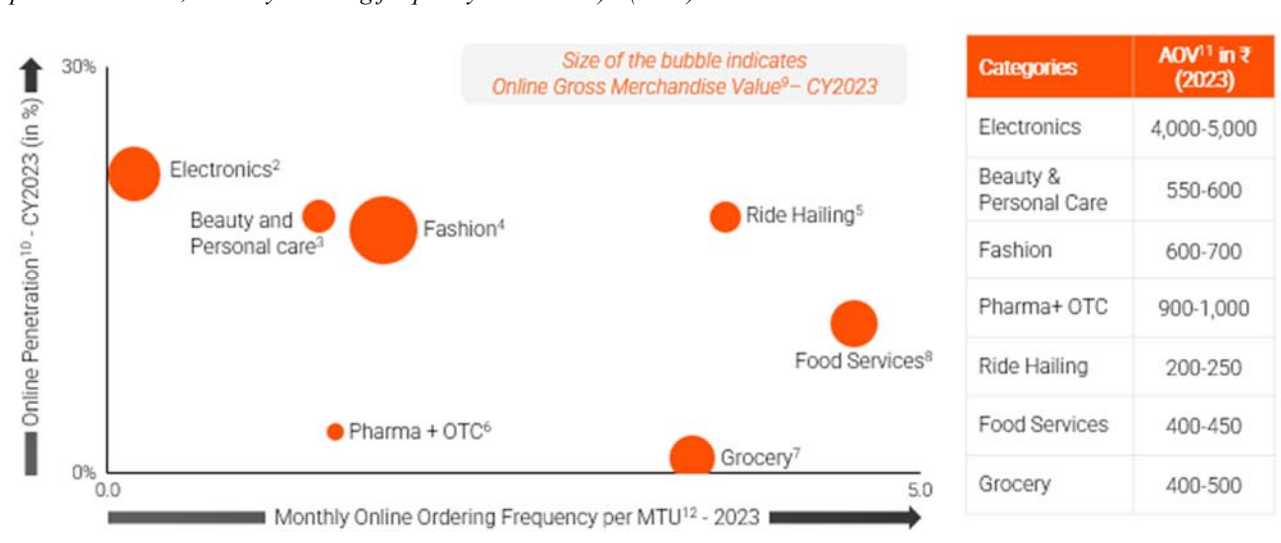 30%
Size of the bubble indicates
Online Gross Merchandise Value⁹– CY2023
Online Penetration¹⁰ - CY2023 (in %)
Electronics²
Beauty and
Personal care³
Fashion⁴
Ride Hailing⁵
Food Services⁸
Pharma + OTC⁶
Grocery⁷
0%
0.0
5.0
Monthly Online Ordering Frequency per MTU¹² - 2023
Categories
AOV¹¹ in ₹
(2023)
Electronics 4,000-5,000
Beauty &
Personal Care 550-600
Fashion 600-700
Pharma+ OTC 900-1,000
Ride Hailing 200-250
Food Services 400-450
Grocery 400-500